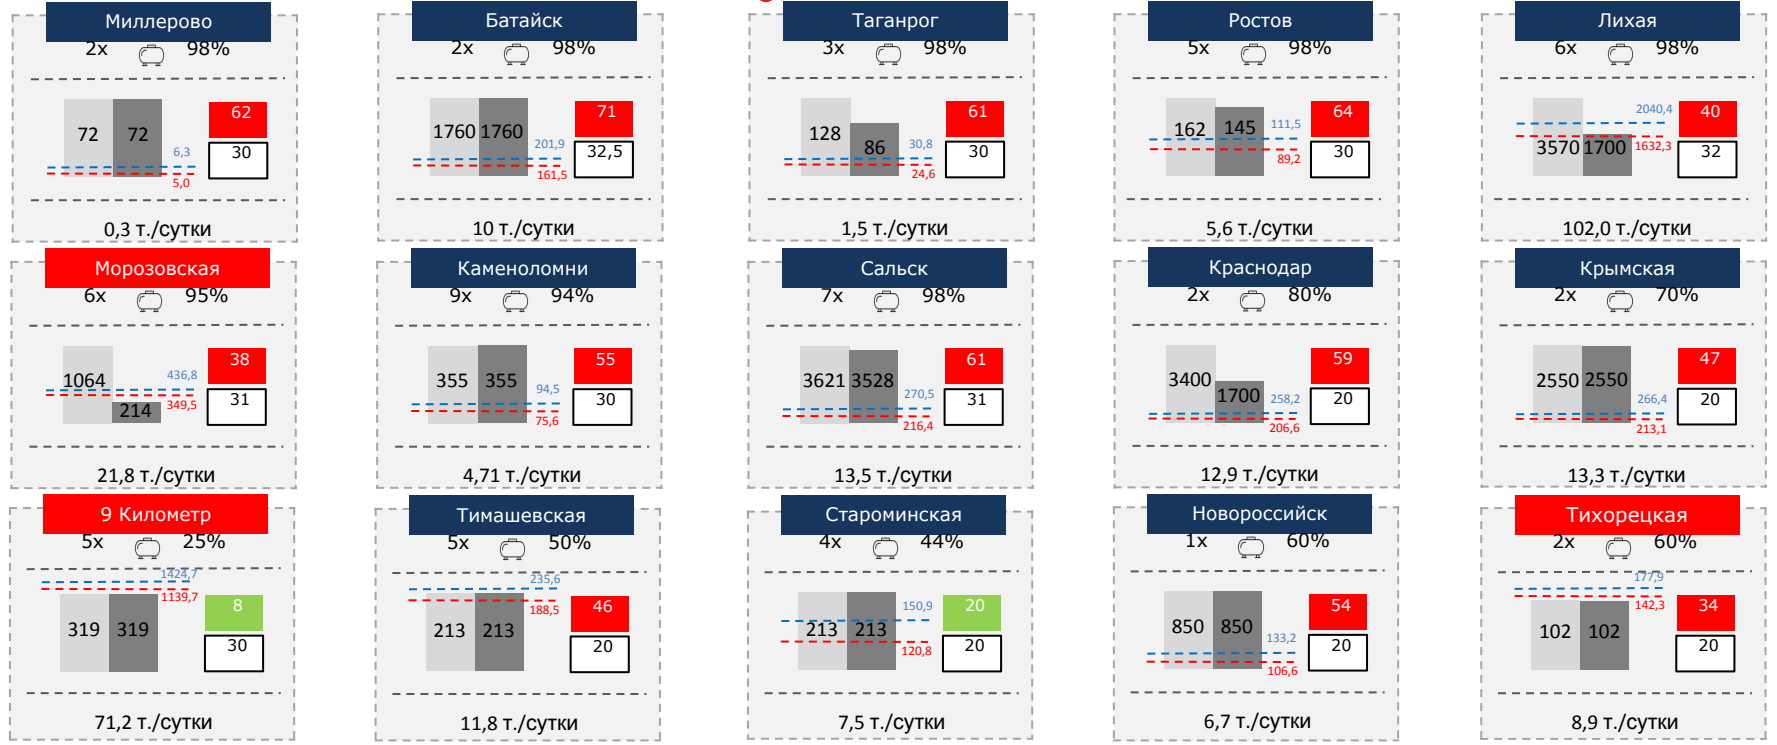 Миллерово
2x 98%
62
72 72
30
6,3
5,0
0,3 т./сутки
Батайск
2x 98%
71
1760 1760
32,5
201,9
161,5
10 т./сутки
Таганрог
3x 98%
61
128 86
30
30,8
24,6
1,5 т./сутки
Ростов
5x 98%
64
162 145
111,5
30
89,2
5,6 т./сутки
Лихая
6x 98%
2040,4
40
3570 1700
1632,3
32
102,0 т./сутки
Морозовская
6x 95%
38
1064
436,8
349,5
31
214
21,8 т./сутки
Каменоломни
9x 94%
55
355 355
94,5
30
75,6
4,71 т./сутки
Сальск
7x 98%
61
3621 3528
270,5
31
216,4
13,5 т./сутки
Краснодар
2x 80%
59
3400
1700
258,2
20
206,6
12,9 т./сутки
Крымская
2x 70%
47
2550 2550
266,4
20
213,1
13,3 т./сутки
9 Километр
5x 25%
1424,7
1139,7
8
319 319
30
71,2 т./сутки
Тимашевская
5x 50%
235,6
188,5
46
213 213
20
11,8 т./сутки
Староминская
4x 44%
150,9
20
213 213
120,8
20
7,5 т./сутки
Новороссийск
1x 60%
54
850 850
133,2
20
106,6
6,7 т./сутки
Тихорецкая
2x 60%
177,9
142,3
34
102 102
20
8,9 т./сутки